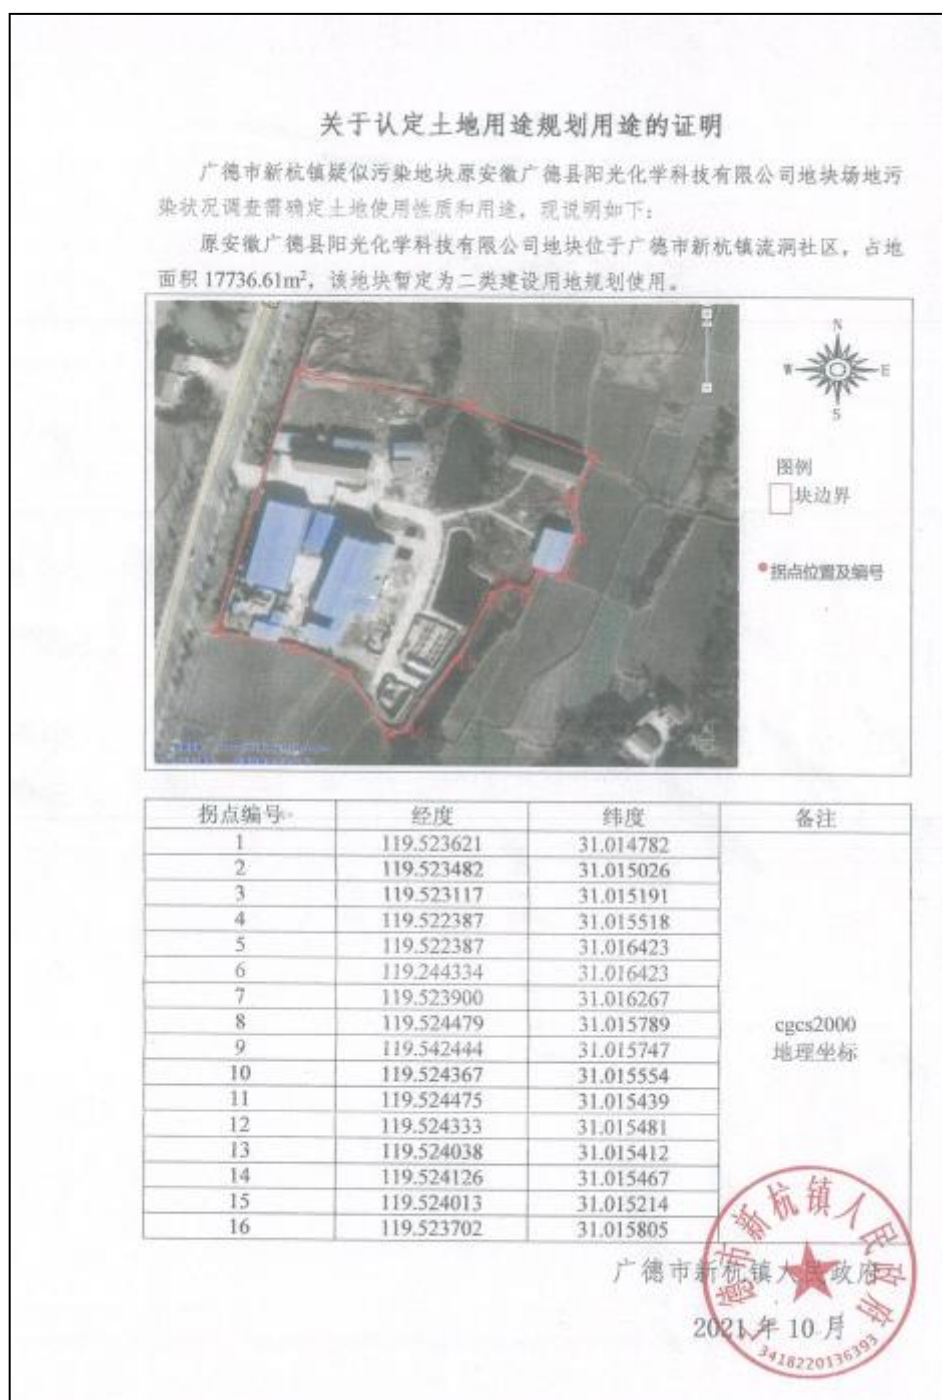 关于认定土地用途规划用途的证明
广德市新杭镇疑似污染地块原安徽广德县阳光化学科技有限公司地块场地污
染状况调查需确定土地使用性质和用途，现说明如下：
原安徽广德县阳光化学科技有限公司地块位于广德市新杭镇流洞社区，占地
面积 17736.61m²，该地块暂定为二类建设用地规划使用。
N
W E
S
图例
块边界
拐点位置及编号
拐点编号 经度 纬度 备注
1 119.523621 31.014782
2 119.523482 31.015026
3 119.523117 31.015191
4 119.522387 31.015518
5 119.522387 31.016423
6 119.244334 31.016423
7 119.523900 31.016267
8 119.524479 31.015789
9 119.542444 31.015747
10 119.524367 31.015554
11 119.524475 31.015439
12 119.524333 31.015481
13 119.524038 31.015412
14 119.524126 31.015467
15 119.524013 31.015214
16 119.523702 31.015805
cgcs2000
地理坐标
广德市新杭镇人民政府
2021 年 10 月
广德市新杭镇人民政府
3418220136393